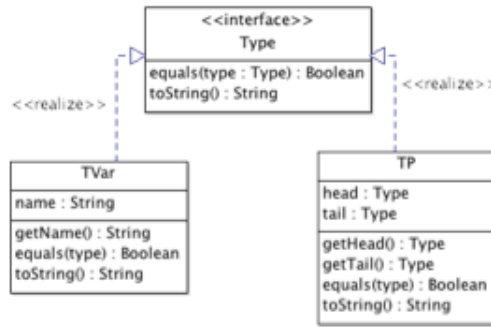 <<interface>>
Type
equals(type : Type) : Boolean
toString() : String
<<realize>>
<<realize>>
TVar
name : String
getName() : String
equals(type) : Boolean
toString() : String
TP
head : Type
tail : Type
getHead() : Type
getTail() : Type
equals(type) : Boolean
toString() : String